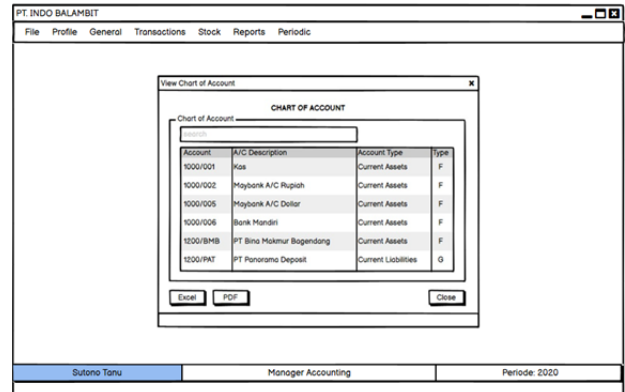 PT. INDO BALAMBIT
File Profile General Transactions Stock Reports Periodic
View Chart of Account
CHART OF ACCOUNT
Chart of Account
search
Account A/C Description Account Type Type
1000/001 Kas Current Assets F
1000/002 Maybank A/C Rupiah Current Assets F
1000/005 Maybank A/C Dollar Current Assets F
1000/006 Bank Mandiri Current Assets F
1200/BMB PT Bina Makmur Bagendang Current Assets F
1200/PAT PT Panorama Deposit Current Liabilities G
Excel PDF Close
Sutono Tanu Manager Accounting Periode: 2020